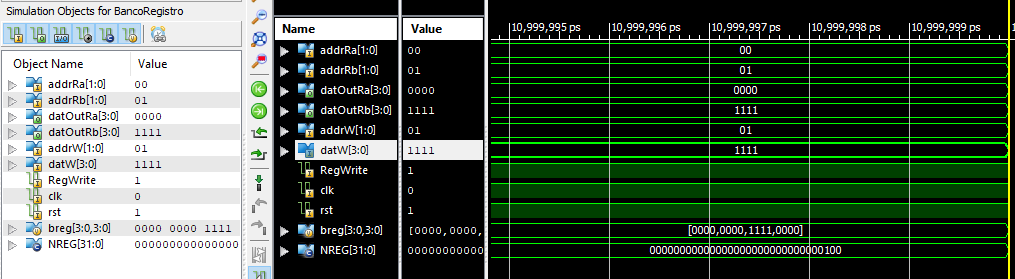 Simulation Objects for BancoRegistro
Object Name Value
addrRa[1:0] 00
addrRb[1:0] 01
datOutRa[3:0] 0000
datOutRb[3:0] 1111
addrW[1:0] 01
datW[3:0] 1111
RegWrite 1
clk 0
rst 1
breg[3:0,3:0] 0000 0000 1111
NREG[31:0] 000000000000000
Name Value
addrRa[1:0] 00
addrRb[1:0] 01
datOutRa[3:0] 0000
datOutRb[3:0] 1111
addrW[1:0] 01
datW[3:0] 1111
RegWrite 1
clk 0
rst 1
breg[3:0,3:0] [0000,0000,
NREG[31:0] 00000000000
10,999,995 ps 10,999,996 ps 10,999,997 ps 10,999,998 ps 10,999,999 ps
00
01
0000
1111
01
1111
[0000,0000,1111,0000]
00000000000000000000000000000100